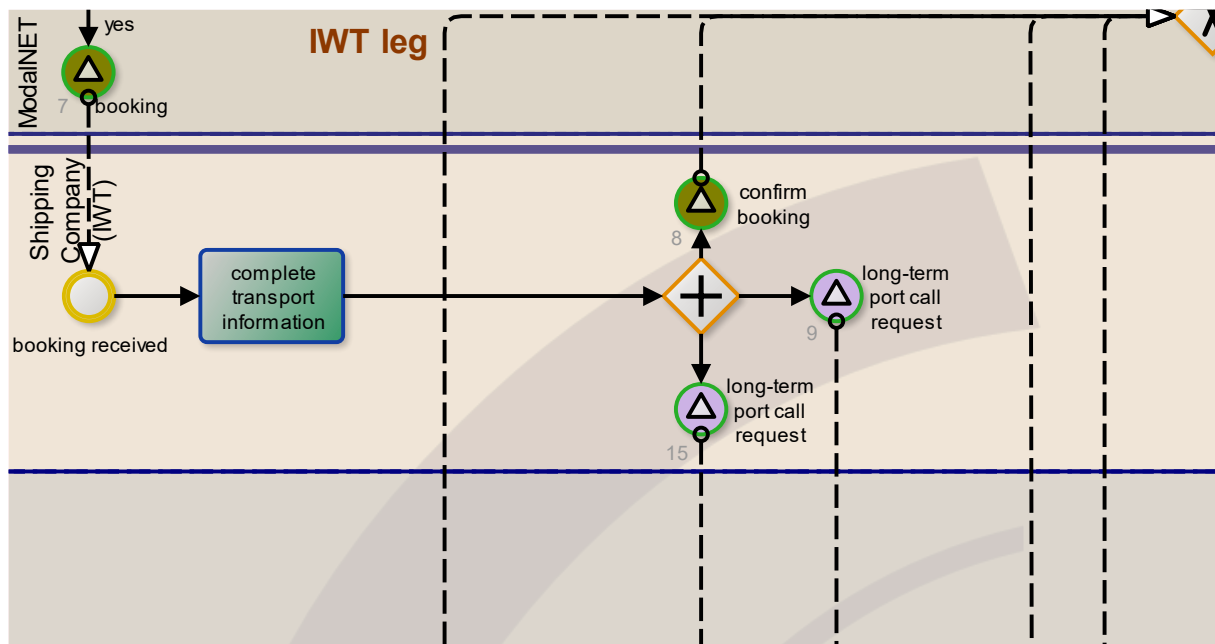 yes
IWT leg
ModalNET
7
booking
Shipping
Company
(IWT)
confirm
booking
8
complete
transport
information
long-term
port call
request
9
booking received
long-term
port call
request
15